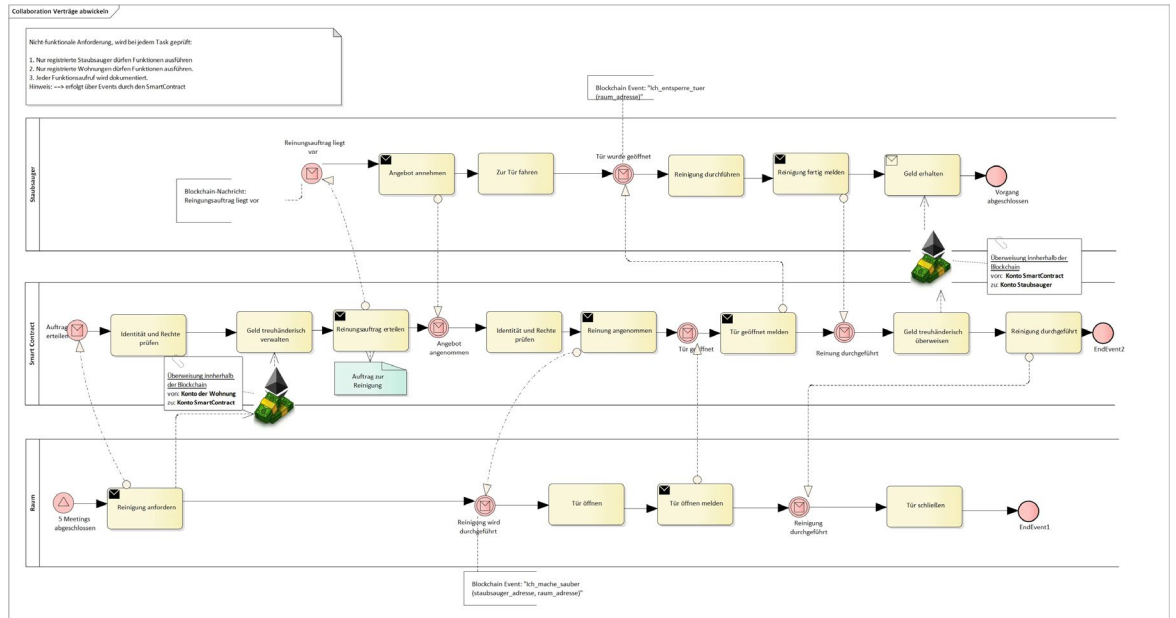 Collaboration Verträge abwickeln
Nicht-funktionale Anforderung, wird bei jedem Task geprüft:
1. Nur registrierte Staubsauger dürfen Funktionen ausführen
2. Nur registrierte Wohnungen dürfen Funktionen ausführen.
3. Jeder Funktionsaufruf wird dokumentiert.
Hinweis: ==> erfolgt über Events durch den SmartContract
Blockchain Event: "Ich_entsperre_tuer
(raum_adresse)"
Staubsauger
Reinungsauftrag liegt
vor
Blockchain-Nachricht:
Reingungsauftrag liegt vor
Angebot annehmen
Zur Tür fahren
Tür wurde geöffnet
Reinigung durchführen
Reinigung fertig melden
Geld erhalten
Vorgang
abgeschlossen
Überweisung innherhalb der
Blockchain
von: Konto SmartContract
zu: Konto Staubsauger
Smart Contract
Auftrag
erteilen
Identität und Rechte
prüfen
Geld treuhänderisch
verwalten
Reinungsauftrag erteilen
Auftrag zur
Reinigung
Angebot
angenommen
Identität und Rechte
prüfen
Reinung angenommen
Tür geöffnet
Tür geöffnet melden
Reinung durchgeführt
Geld treuhänderisch
überweisen
Reinigung durchgeführt
EndEvent2
Überweisung innherhalb
der Blockchain
von: Konto der Wohnung
zu: Konto SmartContract
Raum
5 Meetings
abgeschlossen
Reinigung anfordern
Reinigung wird
durchgeführt
Tür öffnen
Tür öffnen melden
Reinigung
durchgeführt
Tür schließen
EndEvent1
Blockchain Event: "Ich_mache_sauber
(staubsauger_adresse, raum_adresse)"